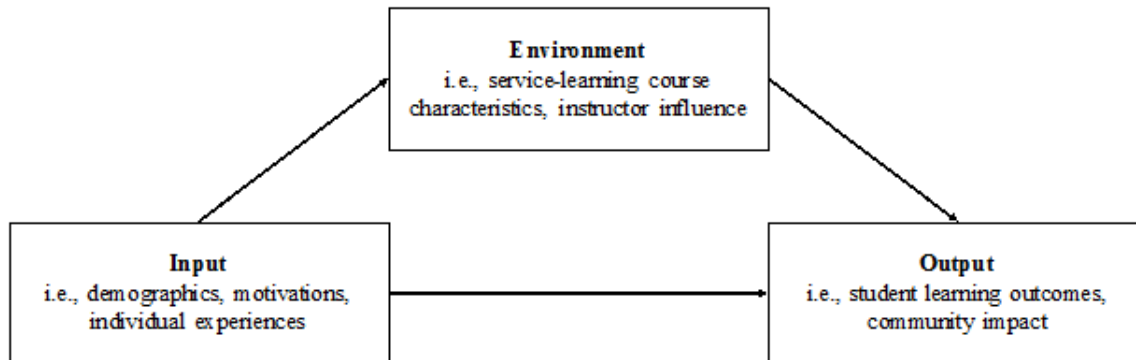 Environment
i.e., service-learning course
characteristics, instructor influence
Input
i.e., demographics, motivations,
individual experiences
Output
i.e., student learning outcomes,
community impact